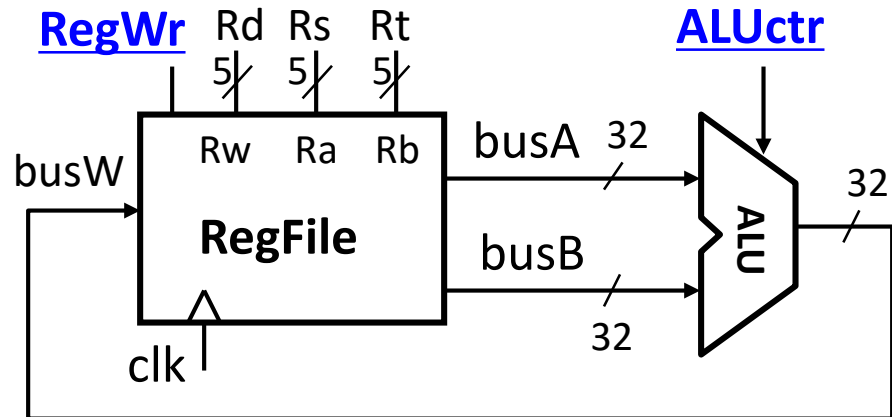 RegWr Rd Rs Rt ALUctr
5 5 5
Rw Ra Rb
busW
RegFile
clk
busA 32
busB
32
ALU
32